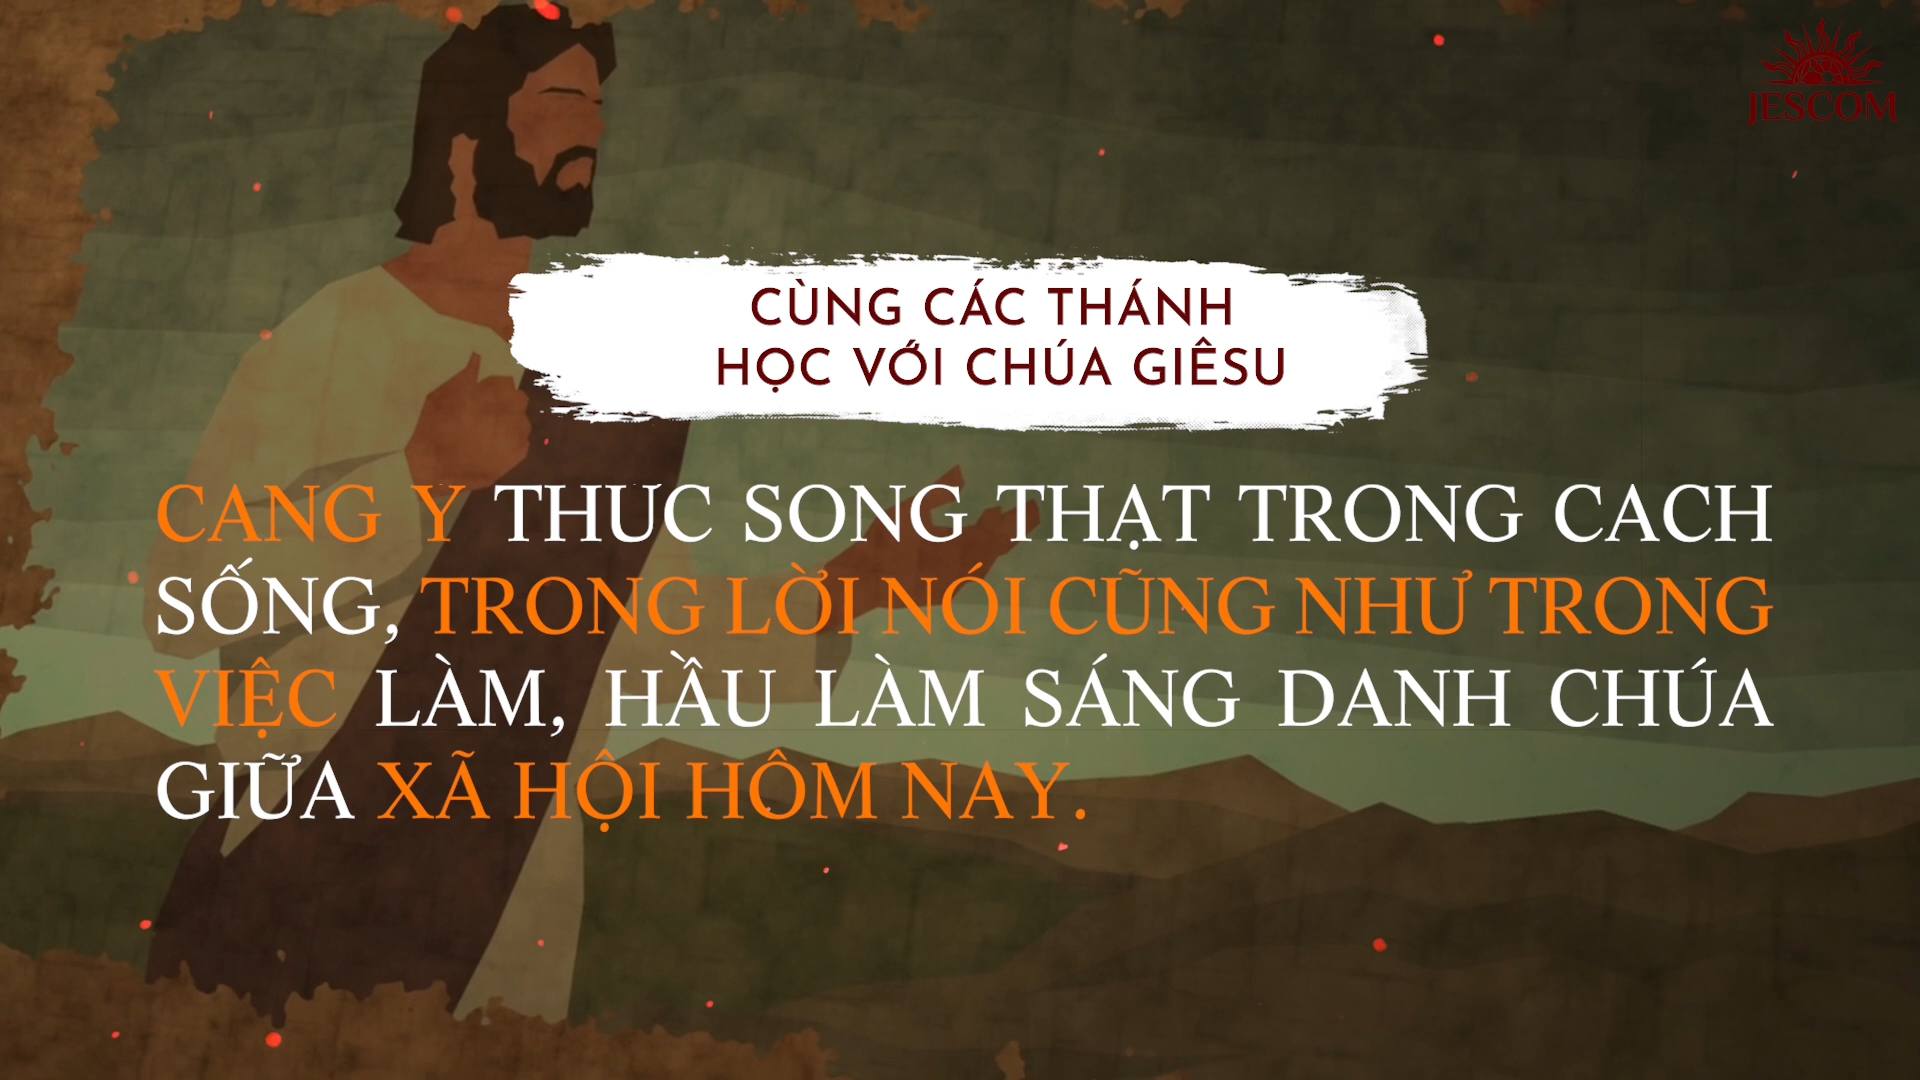 JESCOM
CÙNG CÁC THÁNH
HỌC VỚI CHÚA GIÊSU
CANG Y THƯC SONG THẠT TRONG CACH
SỐNG, TRONG LỜI NÓI CŨNG NHƯ TRONG
VIỆC LÀM, HẦU LÀM SÁNG DANH CHÚA
GIỮA XÃ HỘI HÔM NAY.